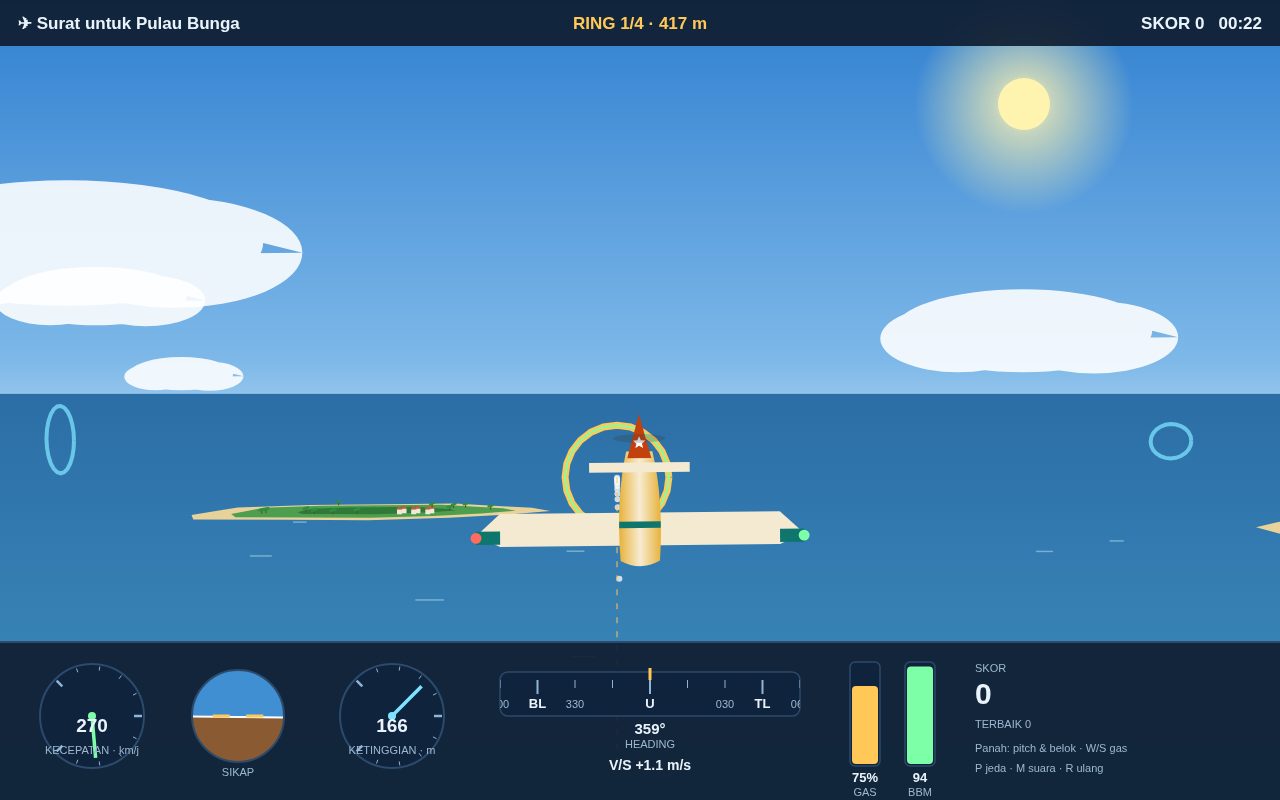 ✈ Surat untuk Pulau Bunga
RING 1/4 · 417 m
SKOR 0 00:22
270
KECEPATAN · km/j
SIKAP
166
KETINGGIAN · m
BL 330 U 030 TL
359°
HEADING
V/S +1.1 m/s
75%
GAS
94
BBM
SKOR
0
TERBAIK 0
Panah: pitch & belok · W/S gas
P jeda · M suara · R ulang